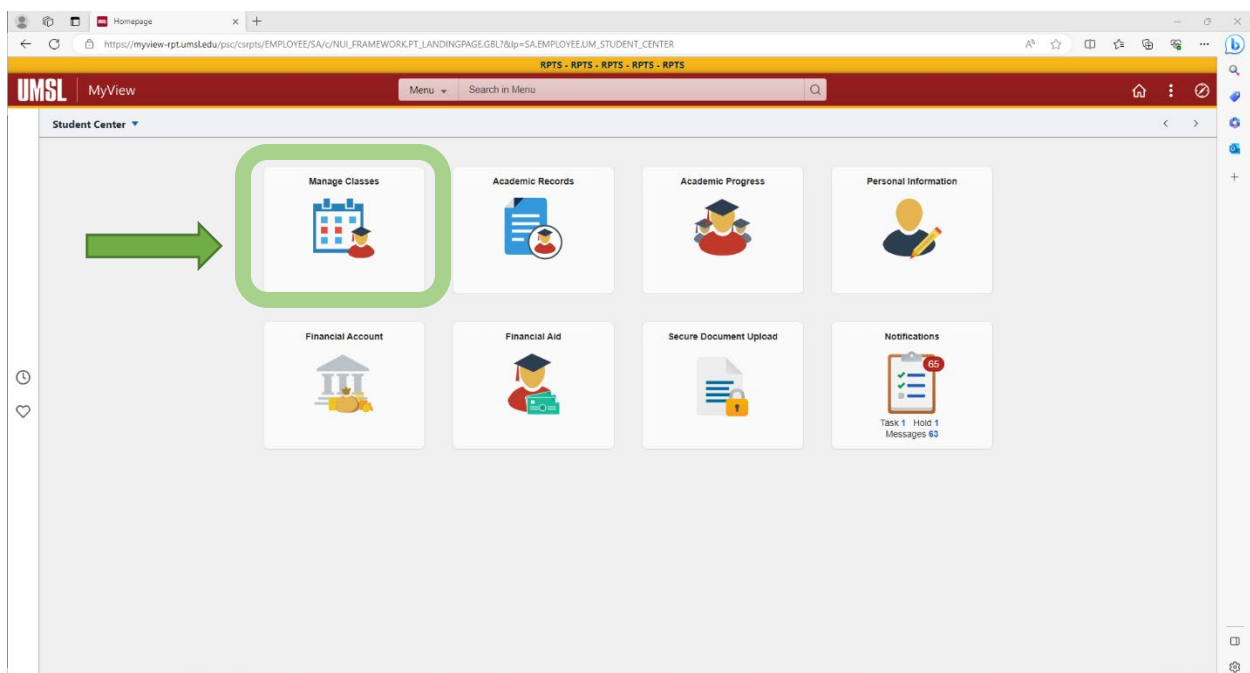 Homepage
https://myview-rpt.umsl.edu/psc/csrpts/EMPLOYEE/SA/c/NUI_FRAMEWORK.PT_LANDINGPAGE.GBL?&lp=SA.EMPLOYEE.UM_STUDENT_CENTER
RPTS - RPTS - RPTS - RPTS - RPTS
UMSL MyView Menu Search in Menu
Student Center
Manage Classes Academic Records Academic Progress Personal Information
Financial Account Financial Aid Secure Document Upload Notifications
65
Task 1 Hold 1
Messages 63